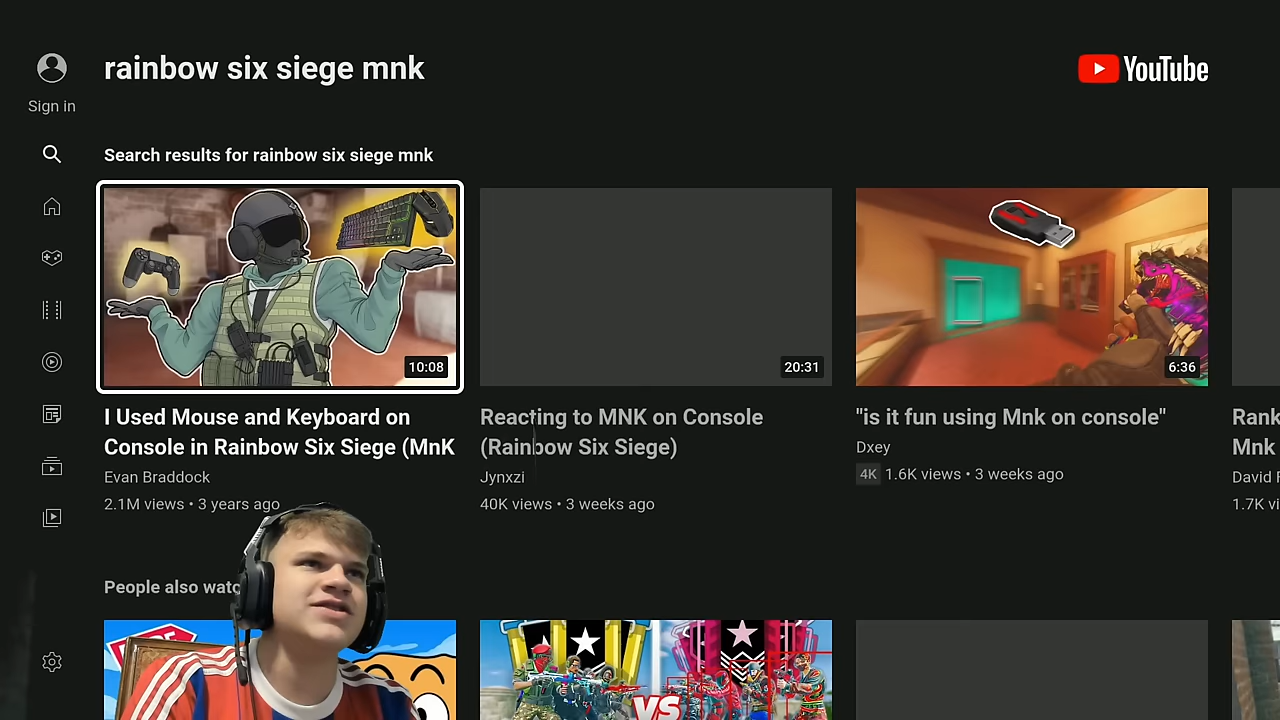 rainbow six siege mnk
YouTube
Sign in
Search results for rainbow six siege mnk
10:08
20:31
6:36
I Used Mouse and Keyboard on
Console in Rainbow Six Siege (MnK
Evan Braddock
2.1M views • 3 years ago
Reacting to MNK on Console
(Rainbow Six Siege)
Jynxzi
40K views • 3 weeks ago
"is it fun using Mnk on console"
Dxey
4K 1.6K views • 3 weeks ago
Rank
Mnk
David
1.7K vi
People also watc
VS